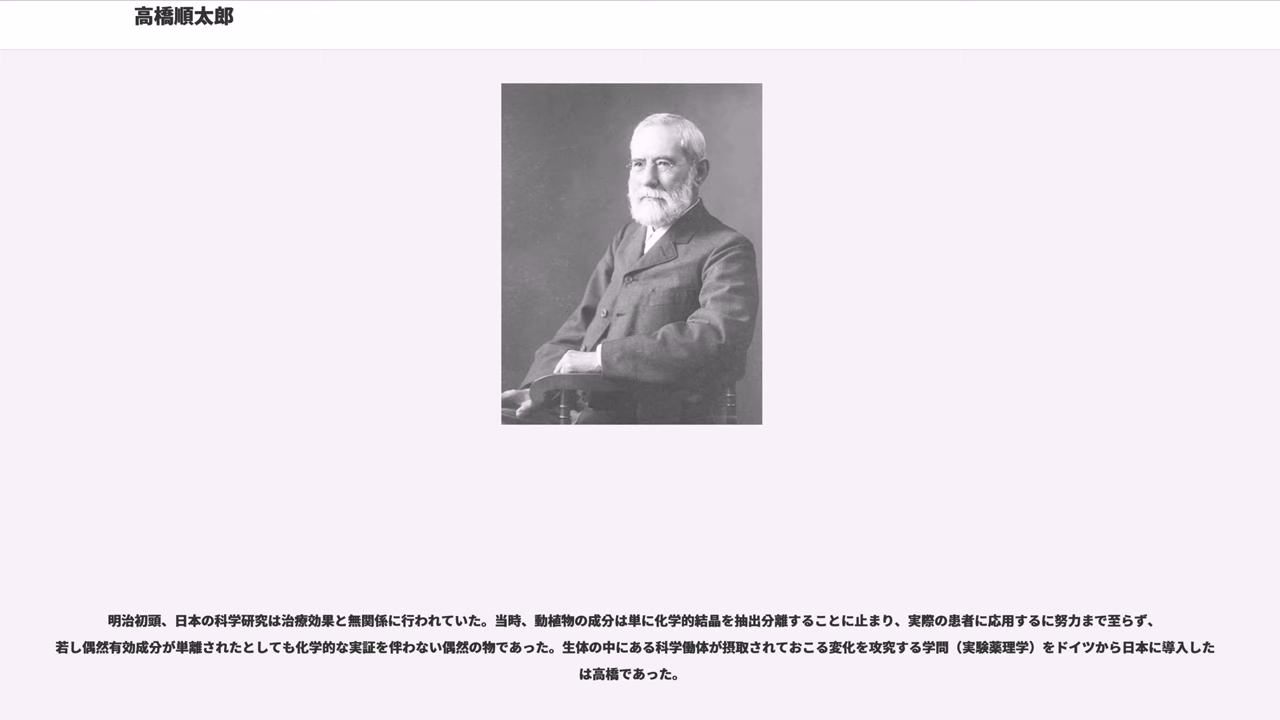 高橋順太郎
明治初頭、日本の科学研究は治療効果と無関係に行われていた。当時、動植物の成分は単に化学的結晶を抽出分離することに止まり、実際の患者に応用するに努力まで至らず、
若し偶然有効成分が単離されたとしても化学的な実証を伴わない偶然の物であった。生体の中にある科学働体が摂取されておこる変化を攻究する学問（実験薬理学）をドイツから日本に導入した
は高橋であった。